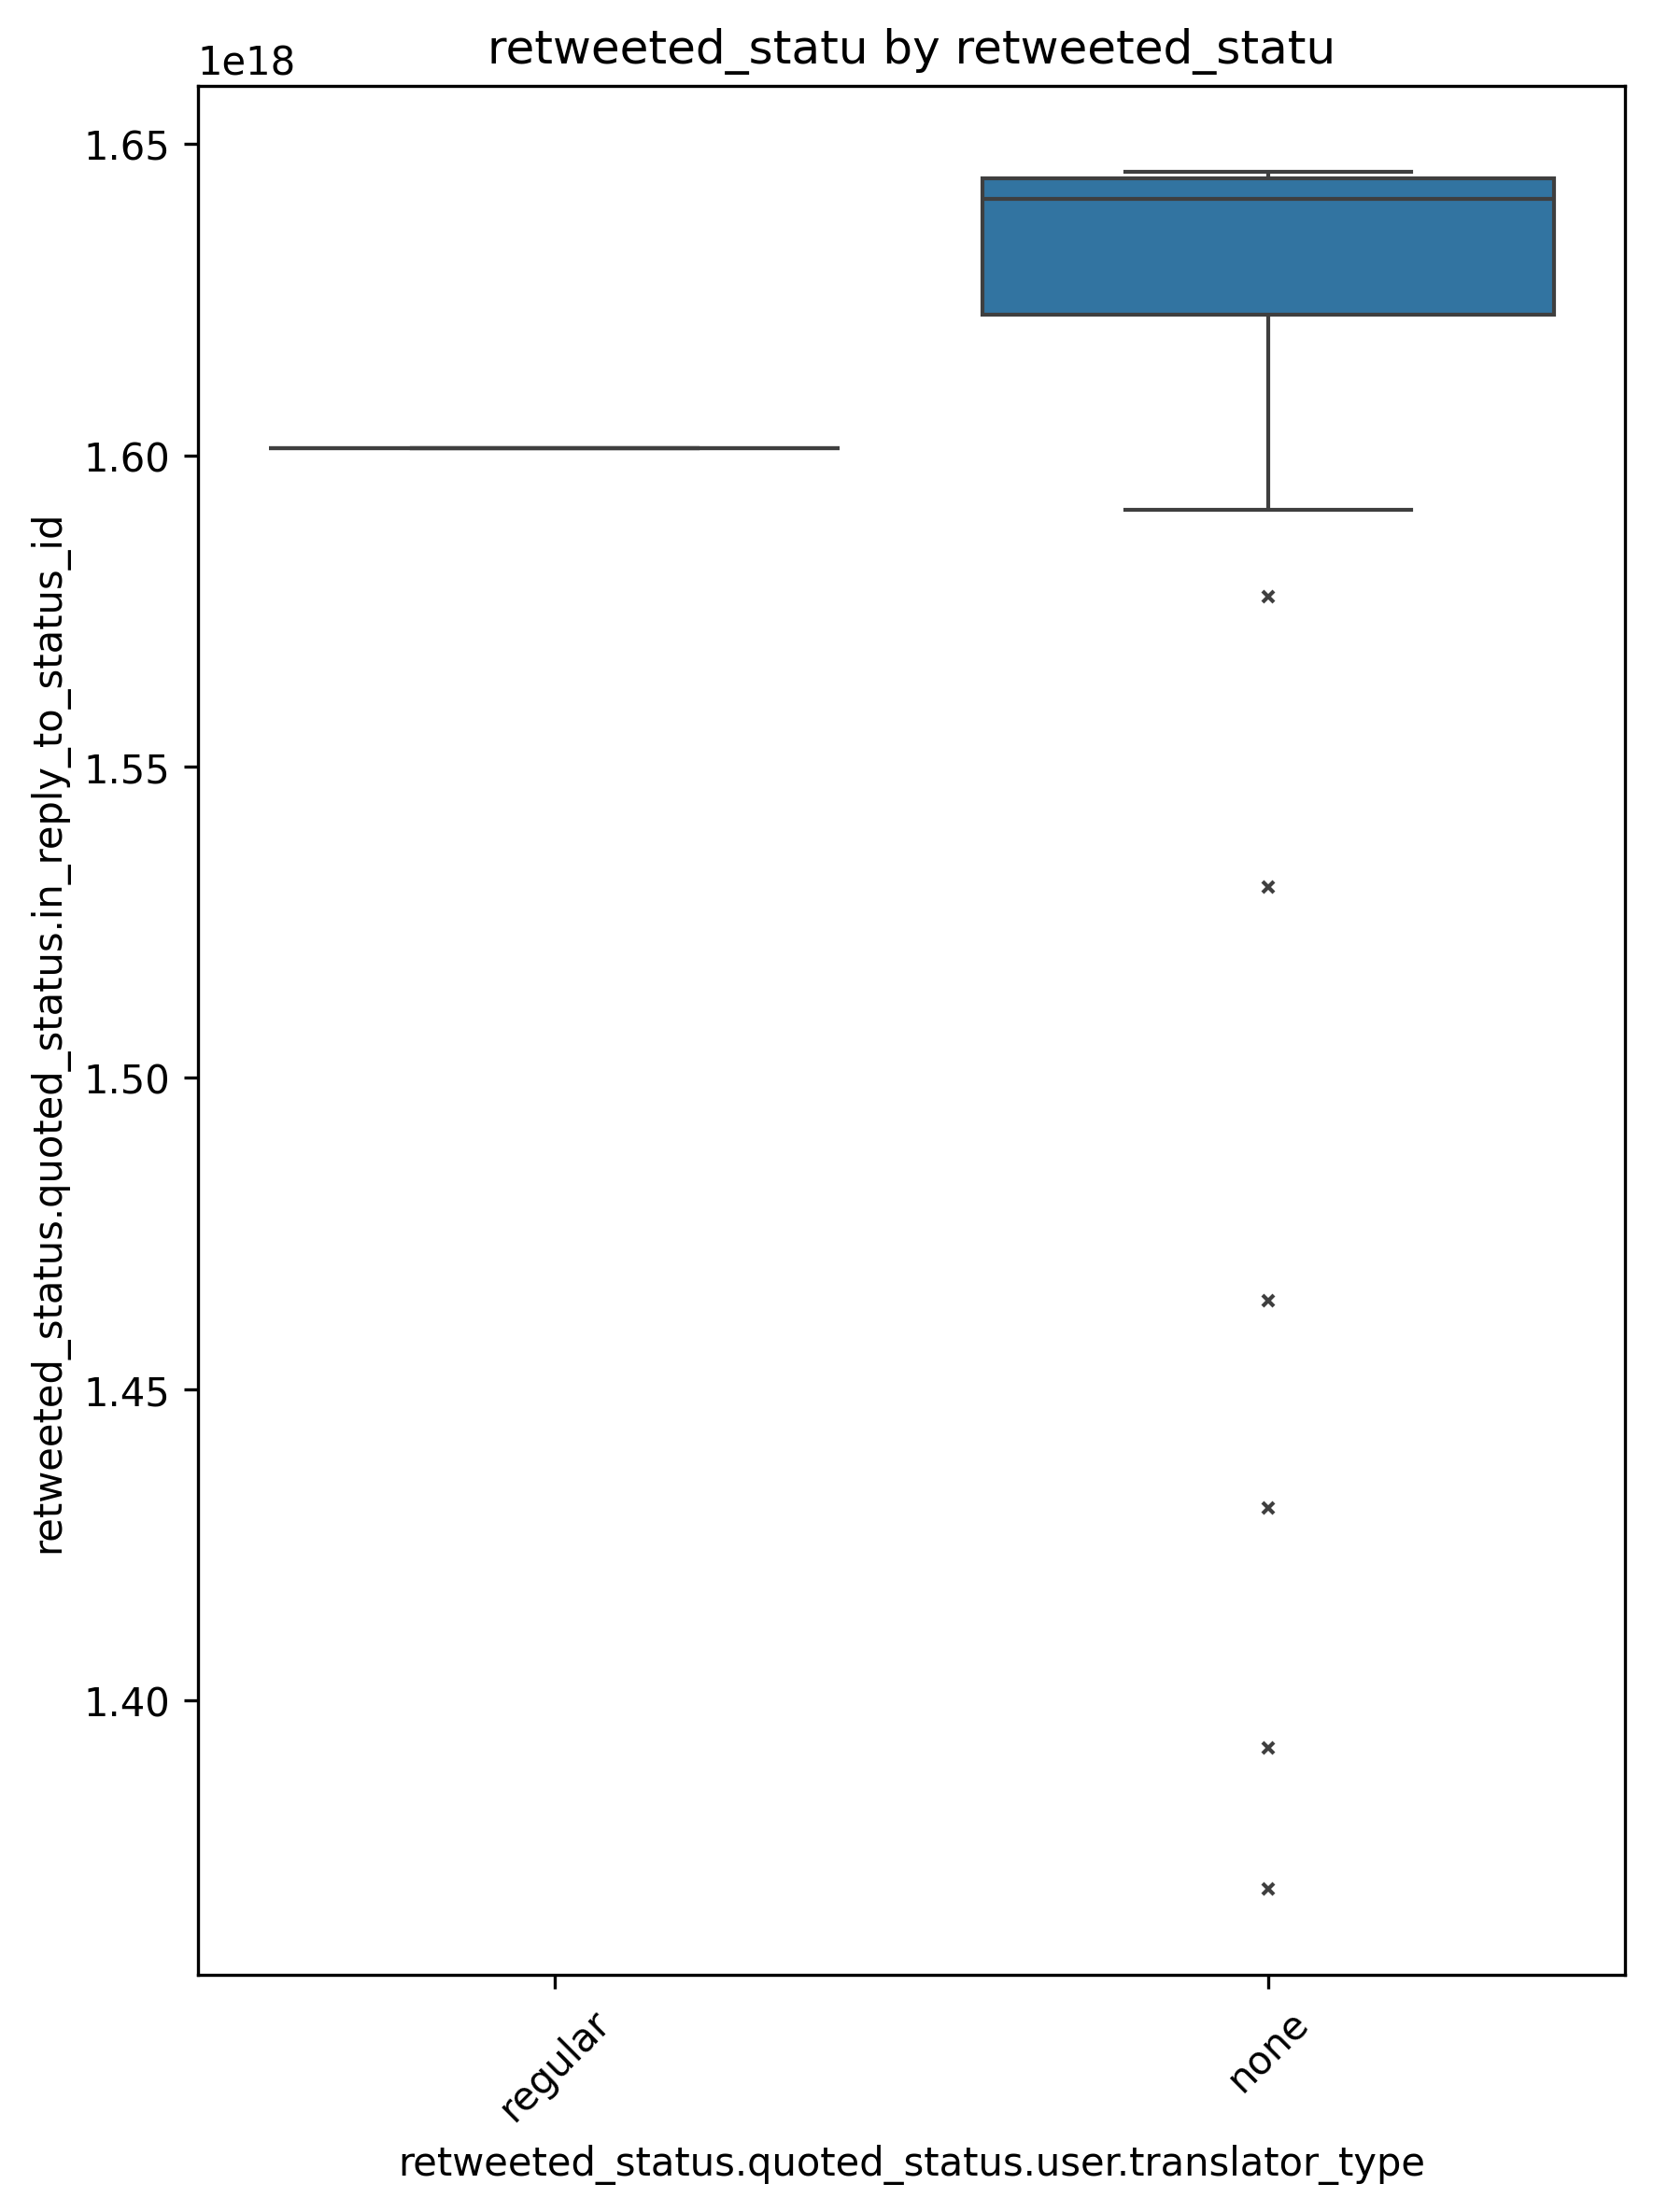 retweeted_statu by retweeted_statu
1e18
1.65
1.60
1.55
1.50
1.45
1.40
retweeted_status.quoted_status.in_reply_to_status_id
regular
none
retweeted_status.quoted_status.user.translator_type